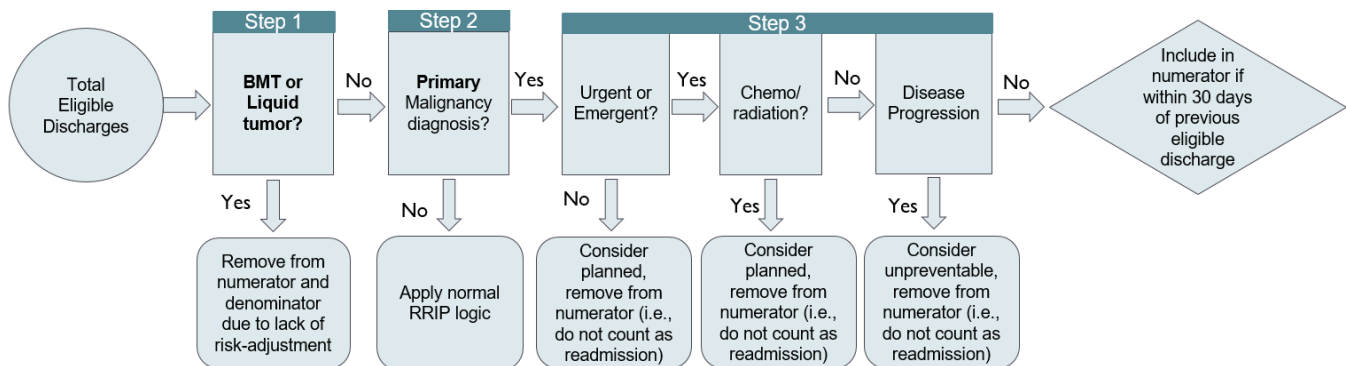 Step 1
Step 2
Step 3
Total
Eligible
Discharges
BMT or
Liquid
tumor?
No
Primary
Malignancy
diagnosis?
Yes
Urgent or
Emergent?
Yes
Chemo/
radiation?
No
Disease
Progression
No
Include in
numerator if
within 30 days
of previous
eligible
discharge
Yes
No
No
Yes
Yes
Remove from
numerator and
denominator
due to lack of
risk-adjustment
Apply normal
RRIP logic
Consider
planned,
remove from
numerator (i.e.,
do not count as
readmission)
Consider
planned,
remove from
numerator (i.e.,
do not count as
readmission)
Consider
unpreventable,
remove from
numerator (i.e.,
do not count as
readmission)